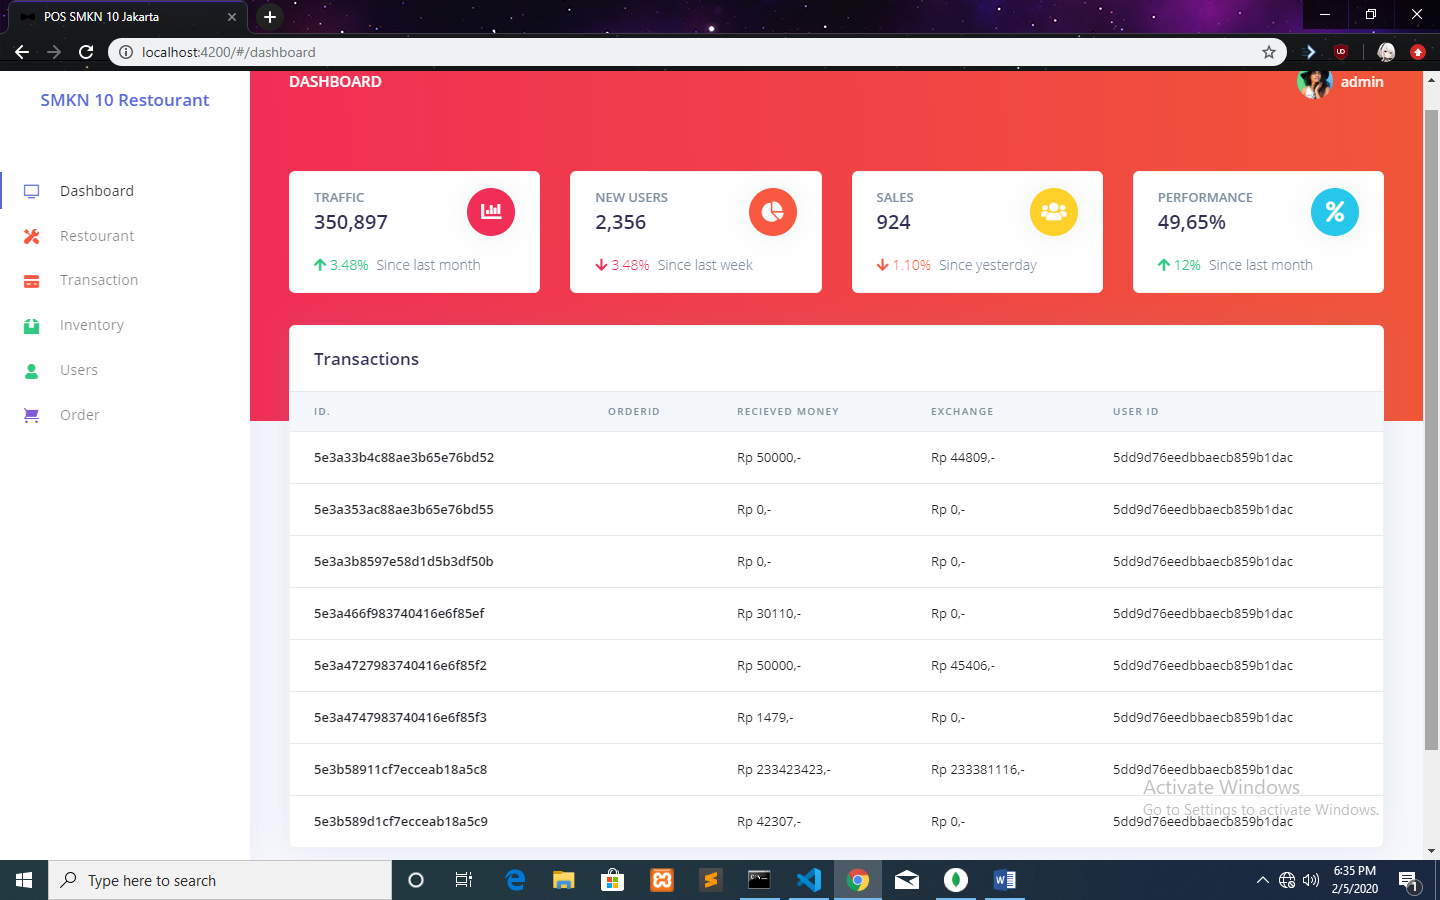 POS SMKN 10 Jakarta
localhost:4200/#/dashboard
SMKN 10 Restourant
DASHBOARD
admin
Dashboard
Restourant
Transaction
Inventory
Users
Order
TRAFFIC
350,897
3.48% Since last month
NEW USERS
2,356
3.48% Since last week
SALES
924
1.10% Since yesterday
PERFORMANCE
49,65%
12% Since last month
Transactions
ID. ORDERID RECIEVED MONEY EXCHANGE USER ID
5e3a33b4c88ae3b65e76bd52 Rp 50000,- Rp 44809,- 5dd9d76eedbbaecb859b1dac
5e3a353ac88ae3b65e76bd55 Rp 0,- Rp 0,- 5dd9d76eedbbaecb859b1dac
5e3a3b8597e58d1d5b3df50b Rp 0,- Rp 0,- 5dd9d76eedbbaecb859b1dac
5e3a466f983740416e6f85ef Rp 30110,- Rp 0,- 5dd9d76eedbbaecb859b1dac
5e3a4727983740416e6f85f2 Rp 50000,- Rp 45406,- 5dd9d76eedbbaecb859b1dac
5e3a4747983740416e6f85f3 Rp 1479,- Rp 0,- 5dd9d76eedbbaecb859b1dac
5e3b58911cf7ecceab18a5c8 Rp 233423423,- Rp 233381116,- 5dd9d76eedbbaecb859b1dac
5e3b589d1cf7ecceab18a5c9 Rp 42307,- Rp 0,- 5dd9d76eedbbaecb859b1dac
Activate Windows
Go to Settings to activate Windows.
Type here to search
6:35 PM
2/5/2020
1